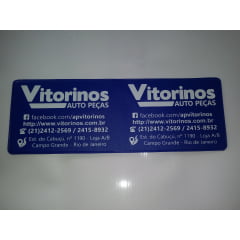 Vitorinos
AUTO PEÇAS
facebook.com/apvitorinos
http://www.vitorinos.com.br
(21)2412-2569 / 2415-8932
Est. do Cabuçu, nº 1190 - Loja A/B
Campo Grande - Rio de Janeiro
Vitorinos
AUTO PEÇAS
facebook.com/apvitorinos
http://www.vitorinos.com.br
(21)2412-2569 / 2415-8932
Est. do Cabuçu, nº 1190 - Loja A/B
Campo Grande - Rio de Janeiro